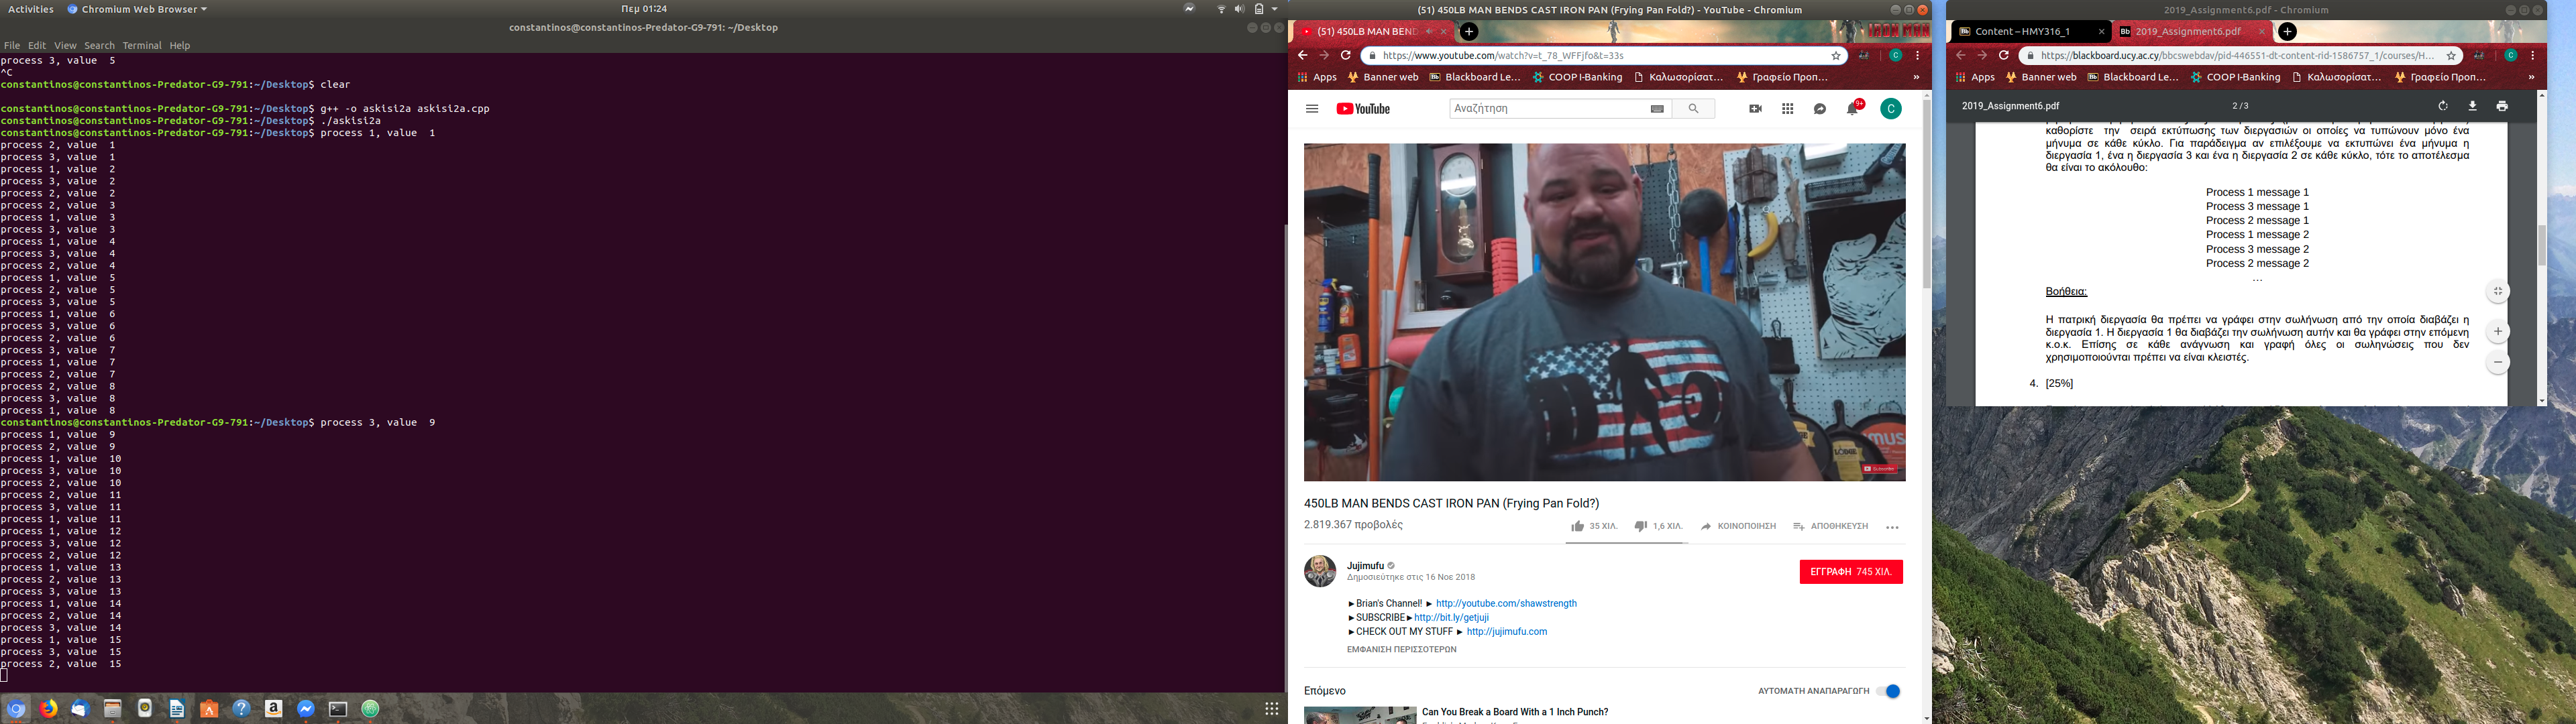 Activities
Chromium Web Browser
Πεμ 01:24
constantinos@constantinos-Predator-G9-791: ~/Desktop
File Edit View Search Terminal Help
process 3, value  5
^C
constantinos@constantinos-Predator-G9-791:~/Desktop$ clear
constantinos@constantinos-Predator-G9-791:~/Desktop$ g++ -o askisi2a askisi2a.cpp
constantinos@constantinos-Predator-G9-791:~/Desktop$ ./askisi2a
constantinos@constantinos-Predator-G9-791:~/Desktop$ process 1, value  1
process 2, value  1
process 3, value  1
process 1, value  2
process 3, value  2
process 2, value  2
process 2, value  3
process 1, value  3
process 3, value  3
process 1, value  4
process 3, value  4
process 2, value  4
process 1, value  5
process 2, value  5
process 3, value  5
process 1, value  6
process 3, value  6
process 2, value  6
process 3, value  7
process 1, value  7
process 2, value  7
process 2, value  8
process 3, value  8
process 1, value  8
constantinos@constantinos-Predator-G9-791:~/Desktop$ process 3, value  9
process 1, value  9
process 2, value  9
process 1, value  10
process 3, value  10
process 2, value  10
process 2, value  11
process 3, value  11
process 1, value  11
process 1, value  12
process 3, value  12
process 2, value  12
process 1, value  13
process 2, value  13
process 3, value  13
process 1, value  14
process 2, value  14
process 3, value  14
process 1, value  15
process 3, value  15
process 2, value  15
(51) 450LB MAN BENDS CAST IRON PAN (Frying Pan Fold?) - YouTube - Chromium
(51) 450LB MAN BEND
IRON MAN
https://www.youtube.com/watch?v=t_78_WFFjfo&t=33s
C
Apps Banner web Blackboard Le… COOP I-Banking Καλωσορίσατ… Γραφείο Προπ… »
YouTube
Αναζήτηση
9+
C
LODGE
Subscribe
450LB MAN BENDS CAST IRON PAN (Frying Pan Fold?)
2.819.367 προβολές
35 ΧΙΛ. 1,6 ΧΙΛ. ΚΟΙΝΟΠΟΙΗΣΗ ΑΠΟΘΗΚΕΥΣΗ
Jujimufu
Δημοσιεύτηκε στις 16 Νοε 2018
ΕΓΓΡΑΦΗ 745 ΧΙΛ.
►Brian's Channel! ► http://youtube.com/shawstrength
►SUBSCRIBE►http://bit.ly/getjuji
►CHECK OUT MY STUFF ► http://jujimufu.com
ΕΜΦΑΝΙΣΗ ΠΕΡΙΣΣΟΤΕΡΩΝ
Επόμενο
ΑΥΤΟΜΑΤΗ ΑΝΑΠΑΡΑΓΩΓΗ
Can You Break a Board With a 1 Inch Punch?
2019_Assignment6.pdf - Chromium
Bb Content – HMY316_1
Bb 2019_Assignment6.pdf
https://blackboard.ucy.ac.cy/bbcswebdav/pid-446551-dt-content-rid-1586757_1/courses/H…
C
Apps Banner web Blackboard Le… COOP I-Banking Καλωσορίσατ… Γραφείο Προπ… »
2019_Assignment6.pdf
2 / 3
καθορίστε την σειρά εκτύπωσης των διεργασιών οι οποίες να τυπώνουν μόνο ένα
μήνυμα σε κάθε κύκλο. Για παράδειγμα αν επιλέξουμε να εκτυπώνει ένα μήνυμα η
διεργασία 1, ένα η διεργασία 3 και ένα η διεργασία 2 σε κάθε κύκλο, τότε το αποτέλεσμα
θα είναι το ακόλουθο:
Process 1 message 1
Process 3 message 1
Process 2 message 1
Process 1 message 2
Process 3 message 2
Process 2 message 2
…
Βοήθεια:
Η πατρική διεργασία θα πρέπει να γράφει στην σωλήνωση από την οποία διαβάζει η
διεργασία 1. Η διεργασία 1 θα διαβάζει την σωλήνωση αυτήν και θα γράφει στην επόμενη
κ.ο.κ. Επίσης σε κάθε ανάγνωση και γραφή όλες οι σωληνώσεις που δεν
χρησιμοποιούνται πρέπει να είναι κλειστές.
4. [25%]